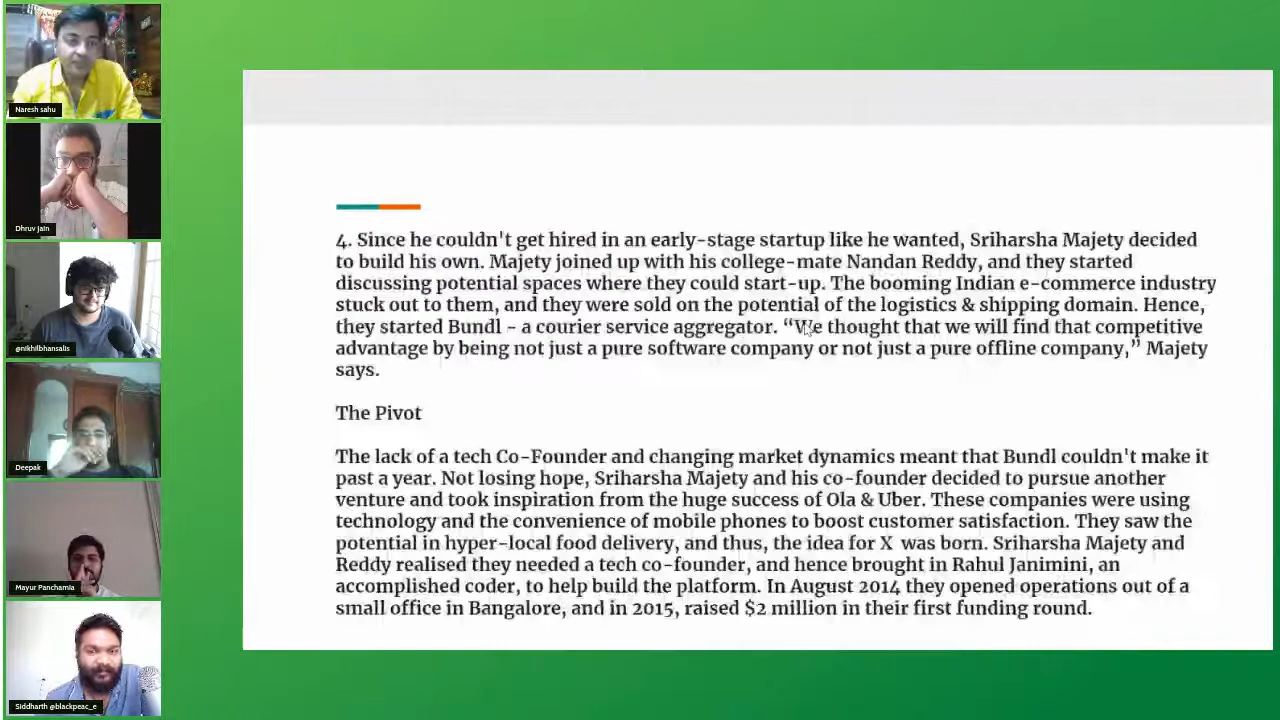 Naresh sahu
Dhruv jain
@nikhilbhansalis
Deepak
Mayur Panchamia
Siddharth @blackpeac_e
4. Since he couldn't get hired in an early-stage startup like he wanted, Sriharsha Majety decided
to build his own. Majety joined up with his college-mate Nandan Reddy, and they started
discussing potential spaces where they could start-up. The booming Indian e-commerce industry
stuck out to them, and they were sold on the potential of the logistics & shipping domain. Hence,
they started Bundl - a courier service aggregator. “We thought that we will find that competitive
advantage by being not just a pure software company or not just a pure offline company,” Majety
says.
The Pivot
The lack of a tech Co-Founder and changing market dynamics meant that Bundl couldn't make it
past a year. Not losing hope, Sriharsha Majety and his co-founder decided to pursue another
venture and took inspiration from the huge success of Ola & Uber. These companies were using
technology and the convenience of mobile phones to boost customer satisfaction. They saw the
potential in hyper-local food delivery, and thus, the idea for X was born. Sriharsha Majety and
Reddy realised they needed a tech co-founder, and hence brought in Rahul Janimini, an
accomplished coder, to help build the platform. In August 2014 they opened operations out of a
small office in Bangalore, and in 2015, raised $2 million in their first funding round.